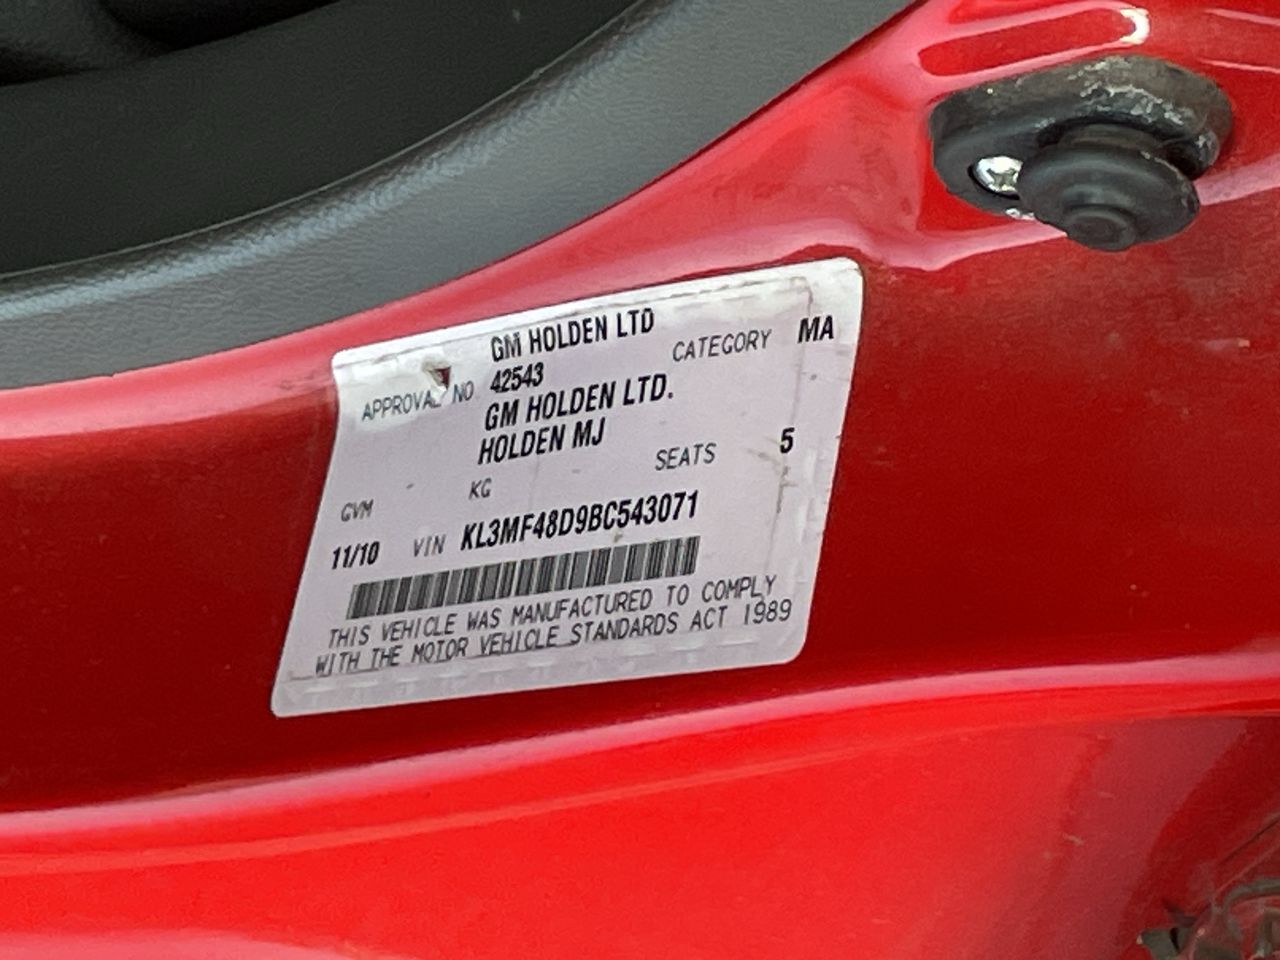 GM HOLDEN LTD
APPROVAL NO 42543 CATEGORY MA
GM HOLDEN LTD.
HOLDEN MJ
GVM - KG SEATS 5
11/10 VIN KL3MF48D9BC543071
THIS VEHICLE WAS MANUFACTURED TO COMPLY
WITH THE MOTOR VEHICLE STANDARDS ACT 1989